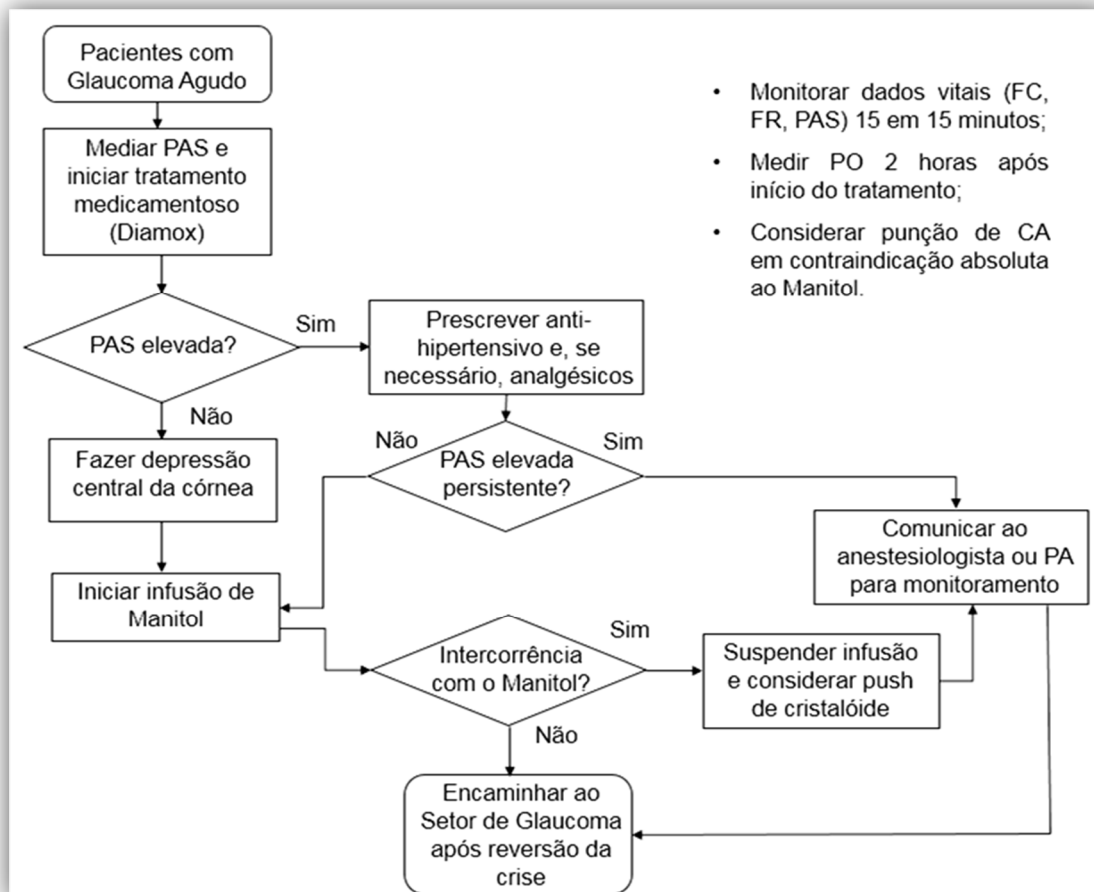 Pacientes com
Glaucoma Agudo
Mediar PAS e
iniciar tratamento
medicamentoso
(Diamox)
• Monitorar dados vitais (FC,
FR, PAS) 15 em 15 minutos;
• Medir PO 2 horas após
início do tratamento;
• Considerar punção de CA
em contraindicação absoluta
ao Manitol.
PAS elevada?
Sim
Prescrever anti-
hipertensivo e, se
necessário, analgésicos
Não
Fazer depressão
central da córnea
Não
PAS elevada
persistente?
Sim
Comunicar ao
anestesiologista ou PA
para monitoramento
Iniciar infusão de
Manitol
Intercorrência
com o Manitol?
Sim
Suspender infusão
e considerar push
de cristalóide
Não
Encaminhar ao
Setor de Glaucoma
após reversão da
crise